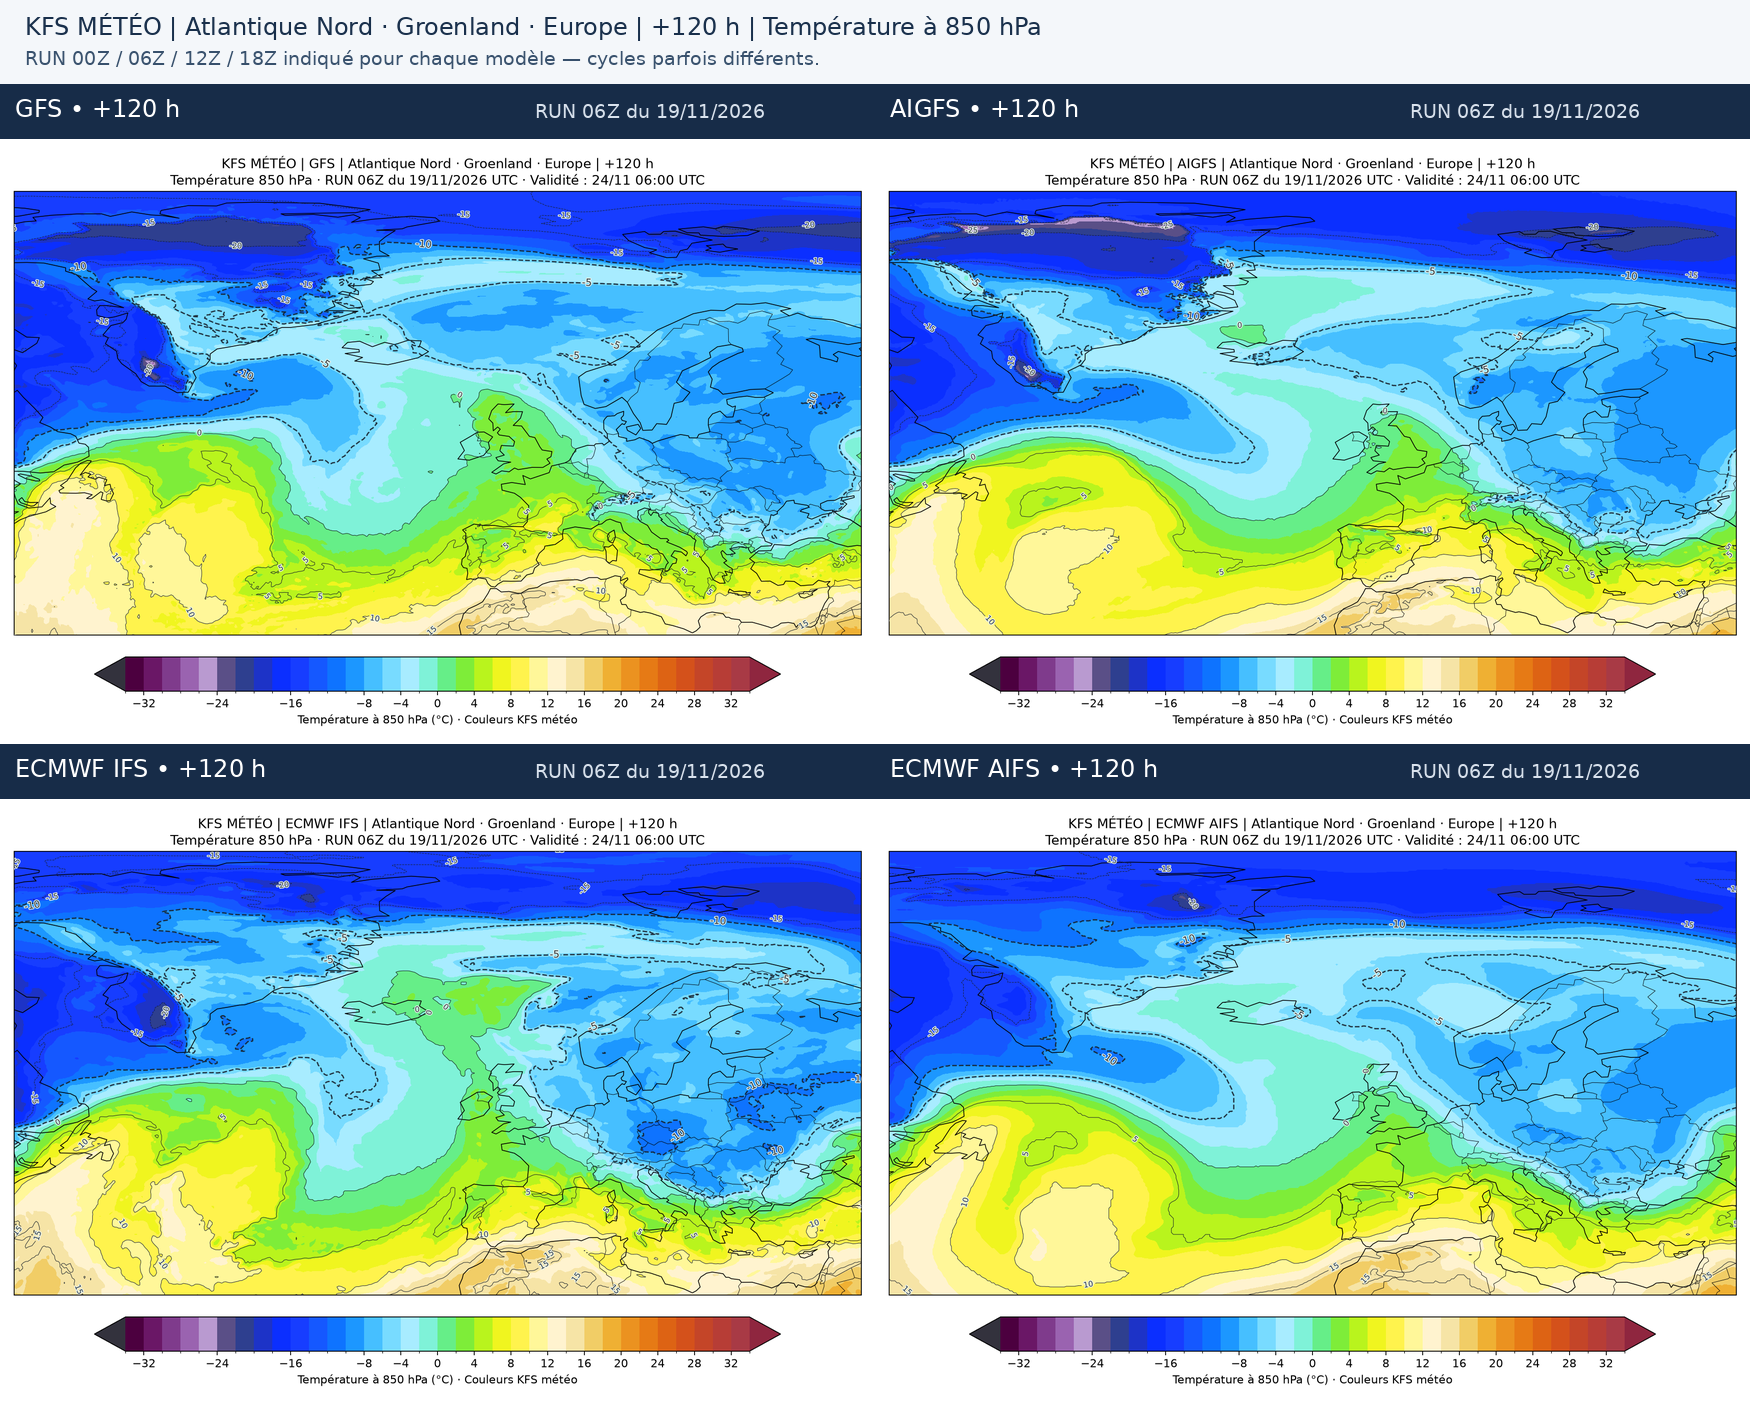 KFS MÉTÉO | Atlantique Nord · Groenland · Europe | +120 h | Température à 850 hPa
RUN 00Z / 06Z / 12Z / 18Z indiqué pour chaque modèle — cycles parfois différents.
GFS • +120 h
RUN 06Z du 19/11/2026
AIGFS • +120 h
RUN 06Z du 19/11/2026
KFS MÉTÉO | GFS | Atlantique Nord · Groenland · Europe | +120 h
Température 850 hPa · RUN 06Z du 19/11/2026 UTC · Validité : 24/11 06:00 UTC
KFS MÉTÉO | AIGFS | Atlantique Nord · Groenland · Europe | +120 h
Température 850 hPa · RUN 06Z du 19/11/2026 UTC · Validité : 24/11 06:00 UTC
−32 −24 −16 −8 −4 0 4 8 12 16 20 24 28 32
Température à 850 hPa (°C) · Couleurs KFS météo
−32 −24 −16 −8 −4 0 4 8 12 16 20 24 28 32
Température à 850 hPa (°C) · Couleurs KFS météo
ECMWF IFS • +120 h
RUN 06Z du 19/11/2026
ECMWF AIFS • +120 h
RUN 06Z du 19/11/2026
KFS MÉTÉO | ECMWF IFS | Atlantique Nord · Groenland · Europe | +120 h
Température 850 hPa · RUN 06Z du 19/11/2026 UTC · Validité : 24/11 06:00 UTC
KFS MÉTÉO | ECMWF AIFS | Atlantique Nord · Groenland · Europe | +120 h
Température 850 hPa · RUN 06Z du 19/11/2026 UTC · Validité : 24/11 06:00 UTC
−32 −24 −16 −8 −4 0 4 8 12 16 20 24 28 32
Température à 850 hPa (°C) · Couleurs KFS météo
−32 −24 −16 −8 −4 0 4 8 12 16 20 24 28 32
Température à 850 hPa (°C) · Couleurs KFS météo